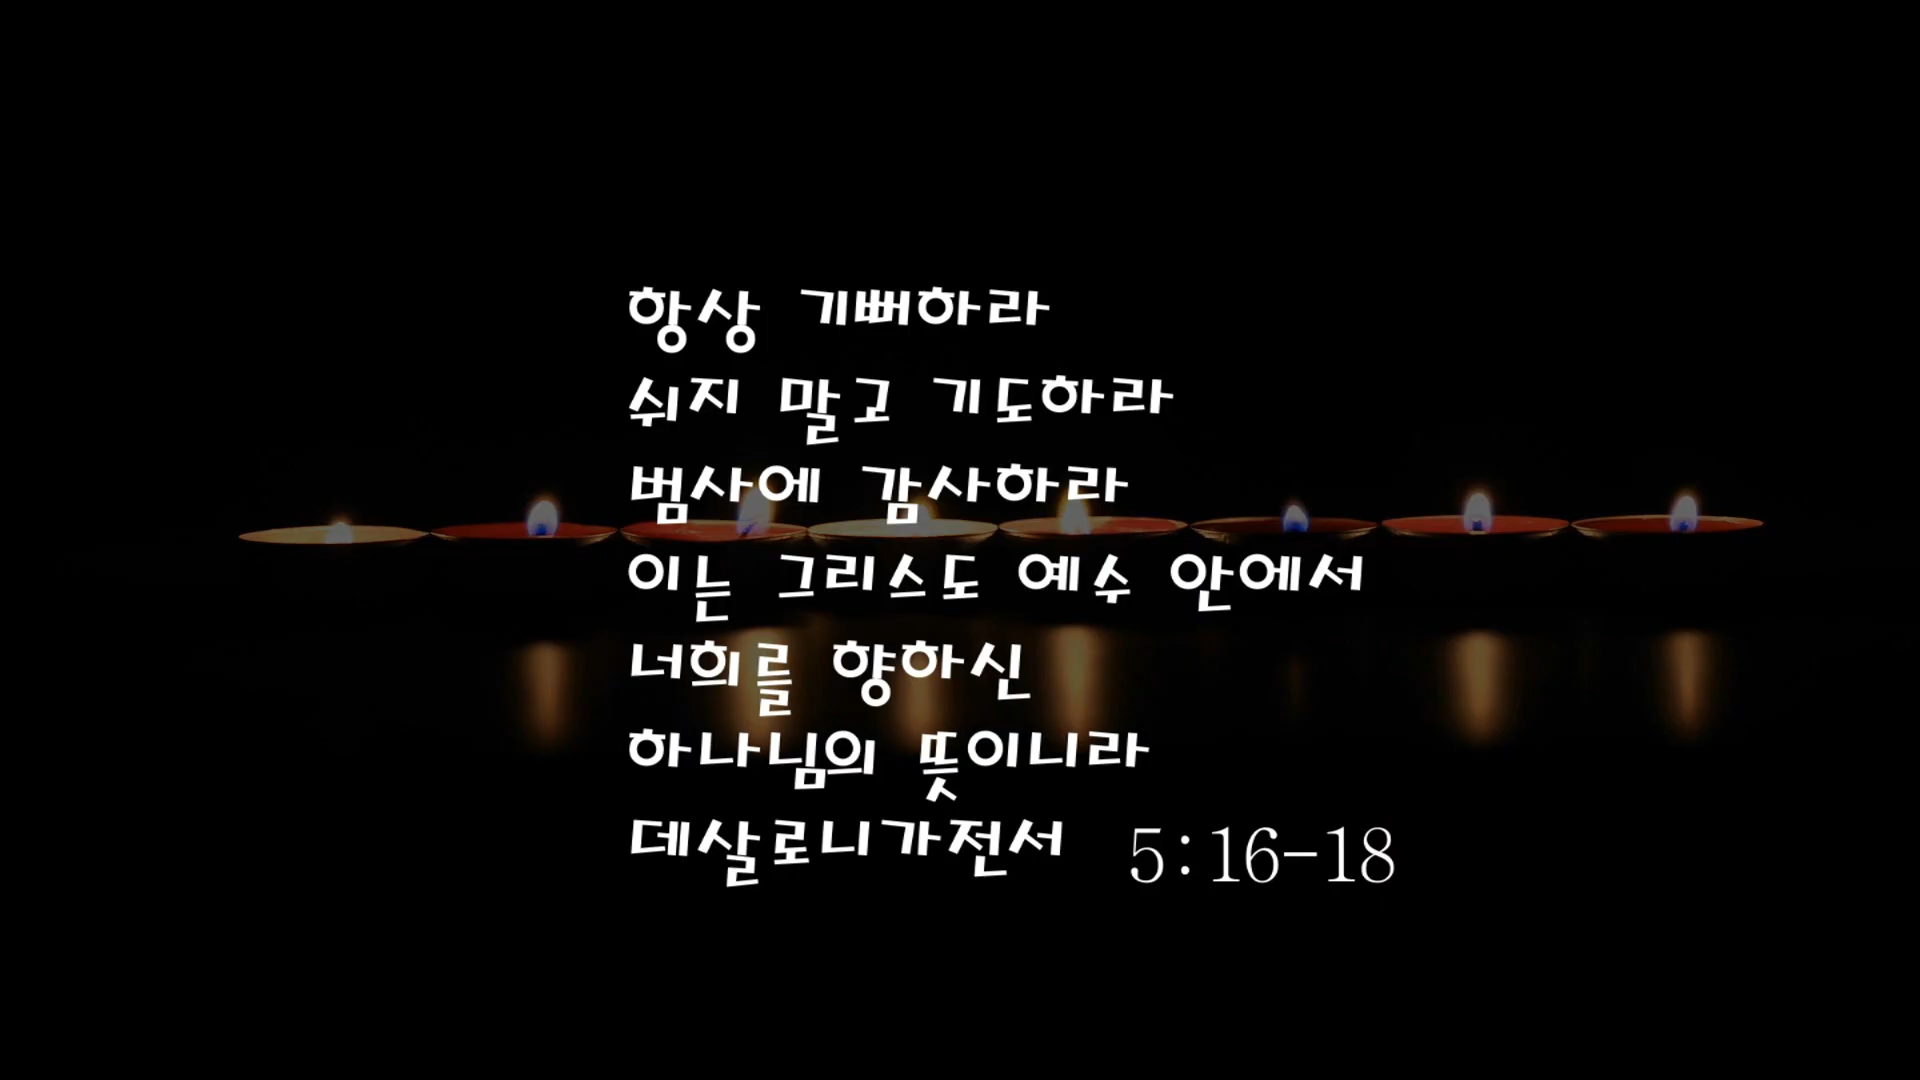 항상 기뻐하라
쉬지 말고 기도하라
범사에 감사하라
이는 그리스도 예수 안에서
너희를 향하신
하나님의 뜻이니라
데살로니가전서 5:16-18